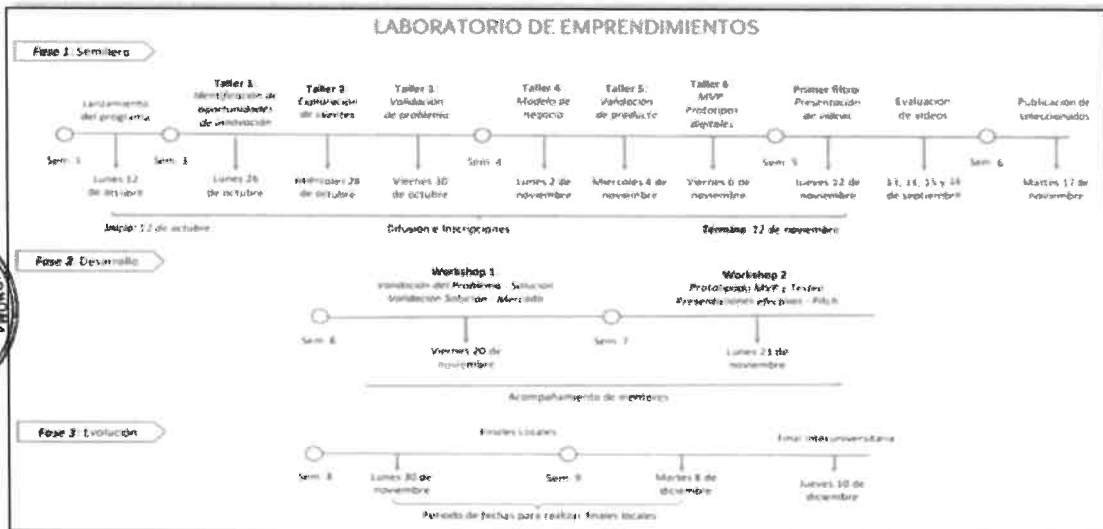 LABORATORIO DE EMPRENDIMIENTOS
Fase 1: Semillero
Lanzamiento
del programa
Taller 1:
Identificación de
oportunidades
de innovación
Taller 2
Exploración
de clientes
Taller 3:
Validación
de problema
Taller 4
Modelo de
negocio
Taller 5:
Validación
de producto
Taller 6
MVP
Prototipos
digitales
Primer filtro
Presentación
de videos
Evaluación
de videos
Publicación de
seleccionados
Sem. 3
Sem. 4
Sem. 5
Sem. 6
Lunes 12
de octubre
Lunes 26
de octubre
Miércoles 28
de octubre
Viernes 30
de octubre
Lunes 2 de
noviembre
Miercoles 4 de
noviembre
Viernes 6 de
noviembre
Jueves 12 de
noviembre
13, 14, 15 y 16
de septiembre
Martes 17 de
noviembre
Inicio: 12 de octubre
Difusión e Inscripciones
Término: 12 de noviembre
Fase 2: Desarrollo
Workshop 1
Validación del Problema - Solución
Validación Solución - Mercado
Workshop 2
Prototipado MVP y Testeo
Presentaciones efectivas - Pitch
Sem. 6
Sem. 7
Viernes 20 de
noviembre
Lunes de
noviembre
Acompañamiento de mentores
Fase 3: Evolución
Finales Locales
Final interuniversitaria
Sem. 8
Sem. 9
Lunes 30 de
noviembre
Martes 8 de
diciembre
Jueves 10 de
diciembre
Periodo de fechas para realizar finales locales